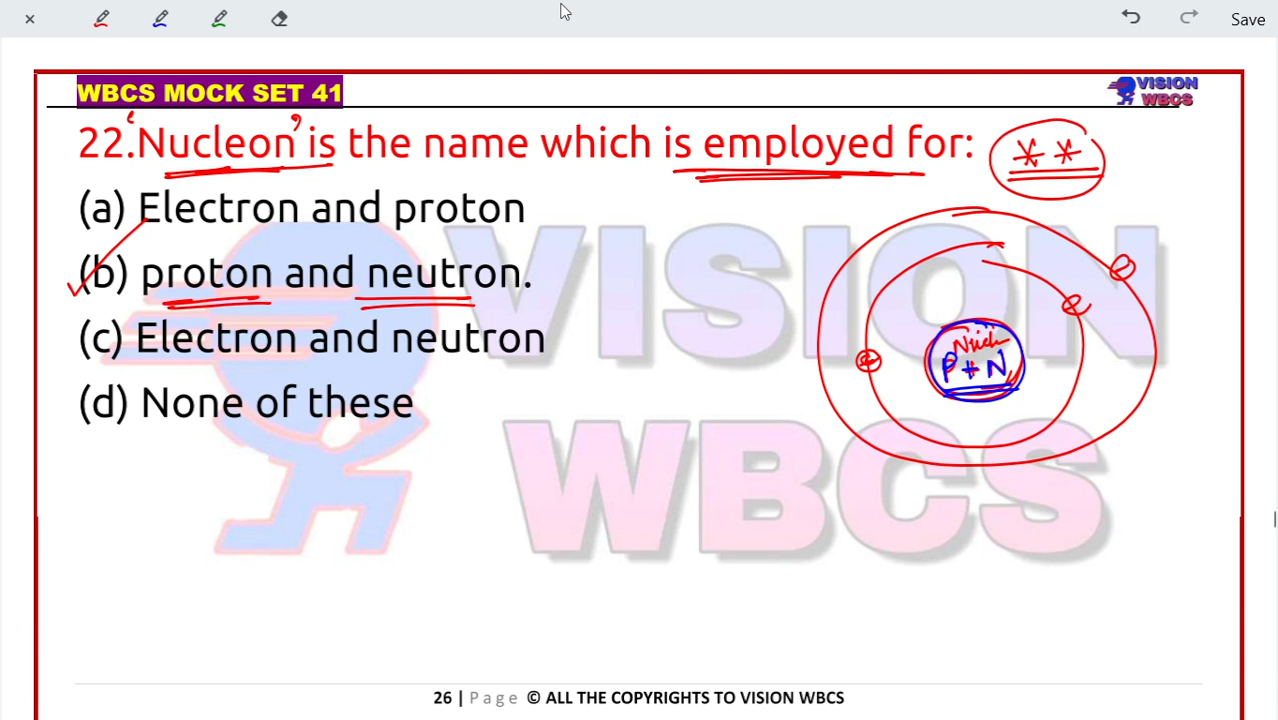 Save
WBCS MOCK SET 41
VISION
WBCS
22.'Nucleon' is the name which is employed for:
(a) Electron and proton
(b) proton and neutron.
(c) Electron and neutron
(d) None of these
P + N
VISION
WBCS
26 | Page © ALL THE COPYRIGHTS TO VISION WBCS